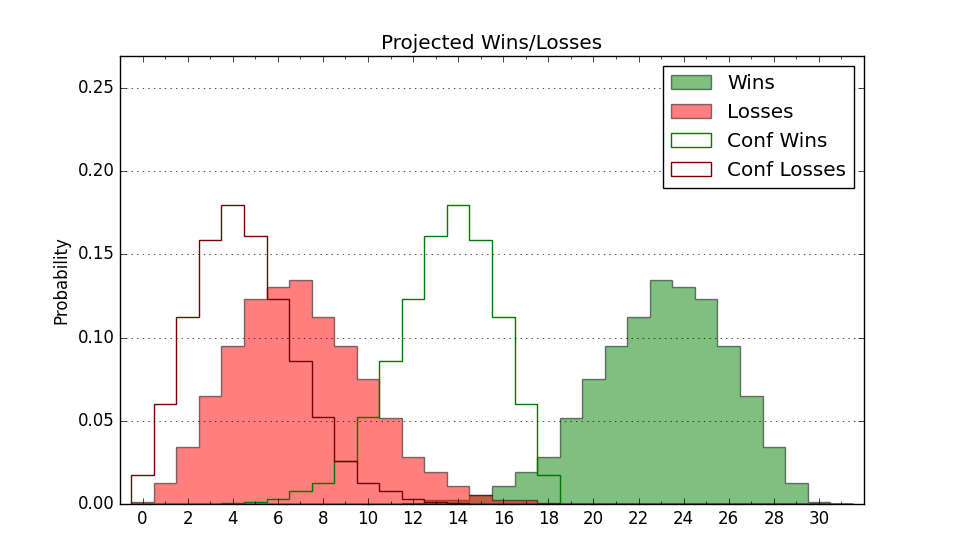 Projected Wins/Losses
Wins
Losses
Conf Wins
Conf Losses
Probability
0.25
0.20
0.15
0.10
0.05
0.00
0 2 4 6 8 10 12 14 16 18 20 22 24 26 28 30